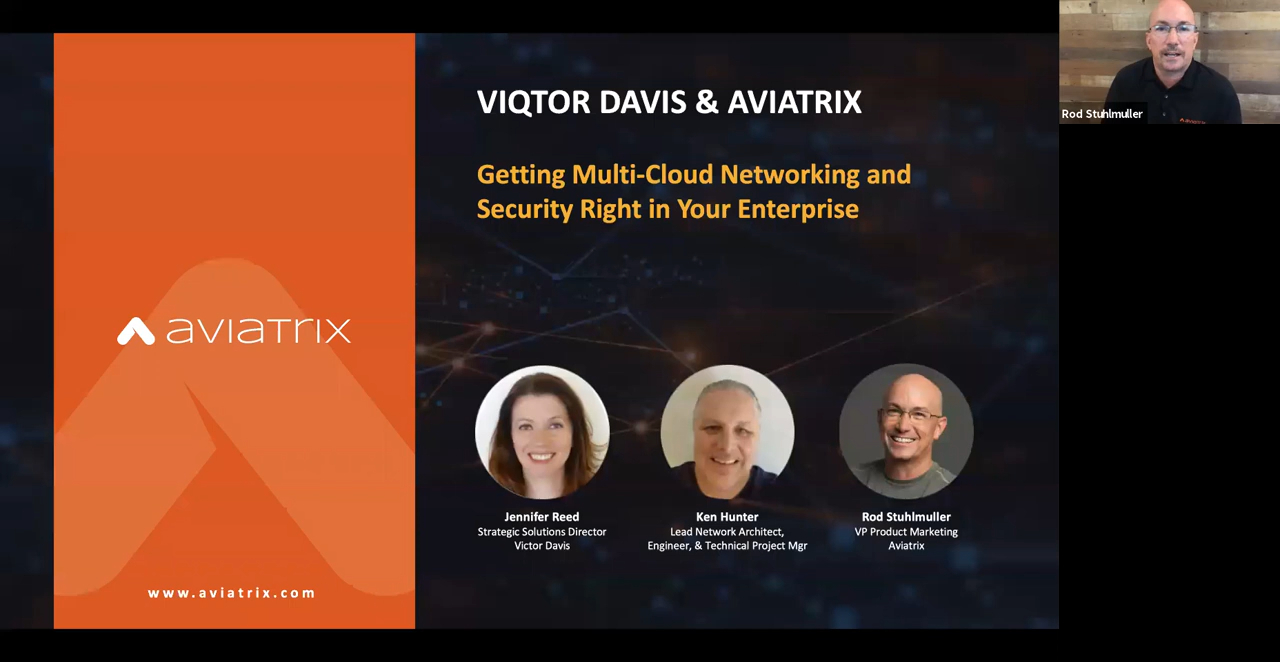 VIQTOR DAVIS & AVIATRIX
Getting Multi-Cloud Networking and
Security Right in Your Enterprise
aviatrix
www.aviatrix.com
Jennifer Reed
Strategic Solutions Director
Victor Davis
Ken Hunter
Lead Network Architect,
Engineer, & Technical Project Mgr
Rod Stuhlmuller
VP Product Marketing
Aviatrix
Rod Stuhlmuller